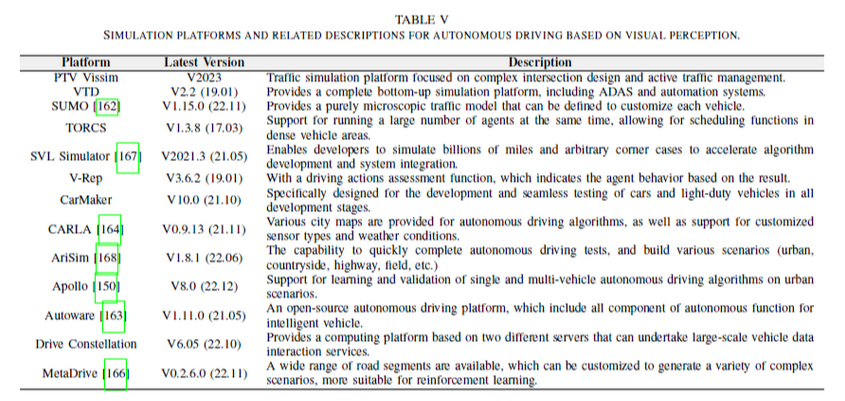 TABLE V
SIMULATION PLATFORMS AND RELATED DESCRIPTIONS FOR AUTONOMOUS DRIVING BASED ON VISUAL PERCEPTION.
Platform Latest Version Description
PTV Vissim V2023 Traffic simulation platform focused on complex intersection design and active traffic management.
VTD V2.2 (19.01) Provides a complete bottom-up simulation platform, including ADAS and automation systems.
SUMO [162] V1.15.0 (22.11) Provides a purely microscopic traffic model that can be defined to customize each vehicle.
TORCS V1.3.8 (17.03) Support for running a large number of agents at the same time, allowing for scheduling functions in
dense vehicle areas.
SVL Simulator [167] V2021.3 (21.05) Enables developers to simulate billions of miles and arbitrary corner cases to accelerate algorithm
development and system integration.
V-Rep V3.6.2 (19.01) With a driving actions assessment function, which indicates the agent behavior based on the result.
CarMaker V10.0 (21.10) Specifically designed for the development and seamless testing of cars and light-duty vehicles in all
development stages.
CARLA [164] V0.9.13 (21.11) Various city maps are provided for autonomous driving algorithms, as well as support for customized
sensor types and weather conditions.
AriSim [168] V1.8.1 (22.06) The capability to quickly complete autonomous driving tests, and build various scenarios (urban,
countryside, highway, field, etc.)
Apollo [150] V8.0 (22.12) Support for learning and validation of single and multi-vehicle autonomous driving algorithms on urban
scenarios.
Autoware [163] V1.11.0 (21.05) An open-source autonomous driving platform, which include all component of autonomous function for
intelligent vehicle.
Drive Constellation V6.05 (22.10) Provides a computing platform based on two different servers that can undertake large-scale vehicle data
interaction services.
MetaDrive [166] V0.2.6.0 (22.11) A wide range of road segments are available, which can be customized to generate a variety of complex
scenarios, more suitable for reinforcement learning.